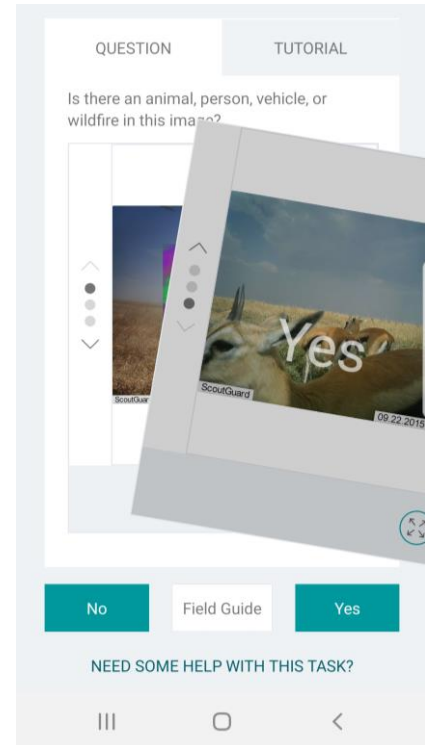 QUESTION
TUTORIAL
Is there an animal, person, vehicle, or
wildfire in this image?
Yes
ScoutGuard
ScoutGuard
09.22.2015
No
Field Guide
Yes
NEED SOME HELP WITH THIS TASK?